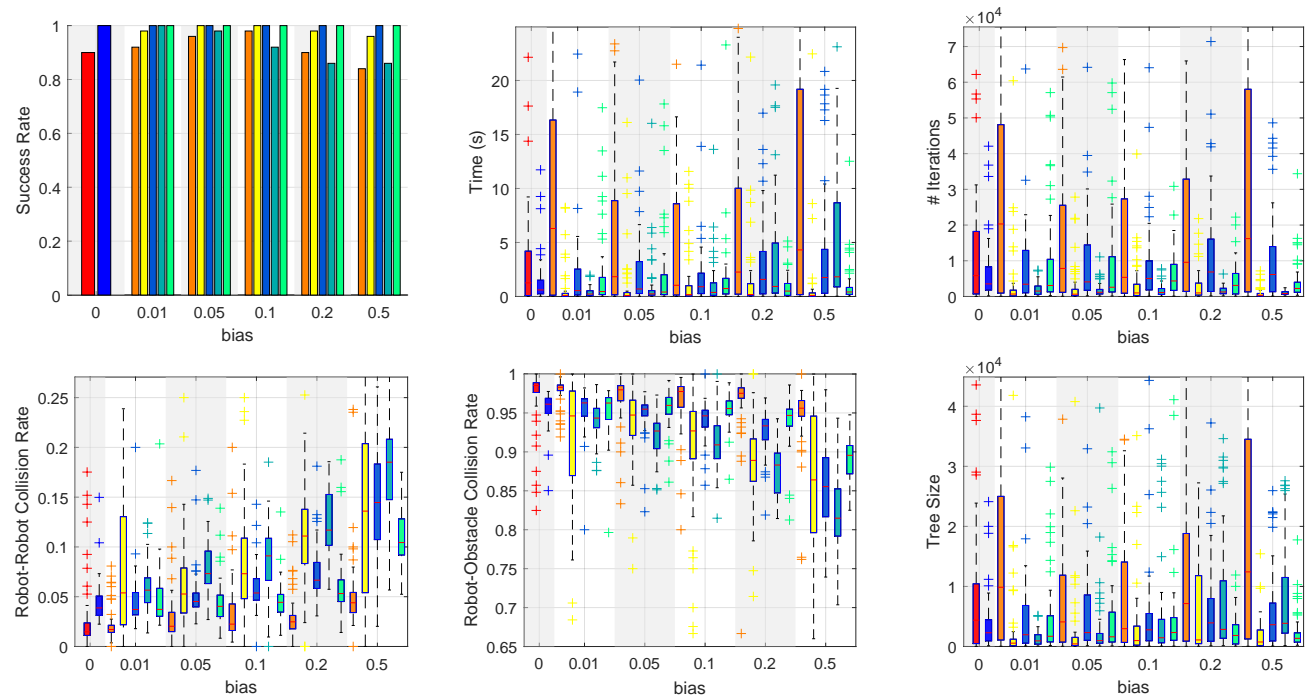 Success Rate
1
0.8
0.6
0.4
0.2
0
0 0.01 0.05 0.1 0.2 0.5
bias
Time (s)
20
15
10
5
0
0 0.01 0.05 0.1 0.2 0.5
bias
# Iterations
× 10⁴
7
6
5
4
3
2
1
0
0 0.01 0.05 0.1 0.2 0.5
bias
Robot-Robot Collision Rate
0.25
0.2
0.15
0.1
0.05
0
0 0.01 0.05 0.1 0.2 0.5
bias
Robot-Obstacle Collision Rate
1
0.95
0.9
0.85
0.8
0.75
0.7
0.65
0 0.01 0.05 0.1 0.2 0.5
bias
Tree Size
× 10⁴
4
3
2
1
0
0 0.01 0.05 0.1 0.2 0.5
bias